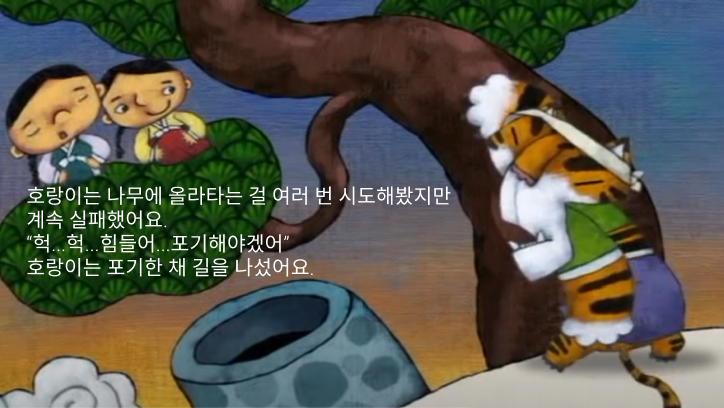 호랑이는 나무에 올라타는 걸 여러 번 시도해봤지만
계속 실패했어요.
“헉...헉...힘들어...포기해야겠어”
호랑이는 포기한 채 길을 나섰어요.